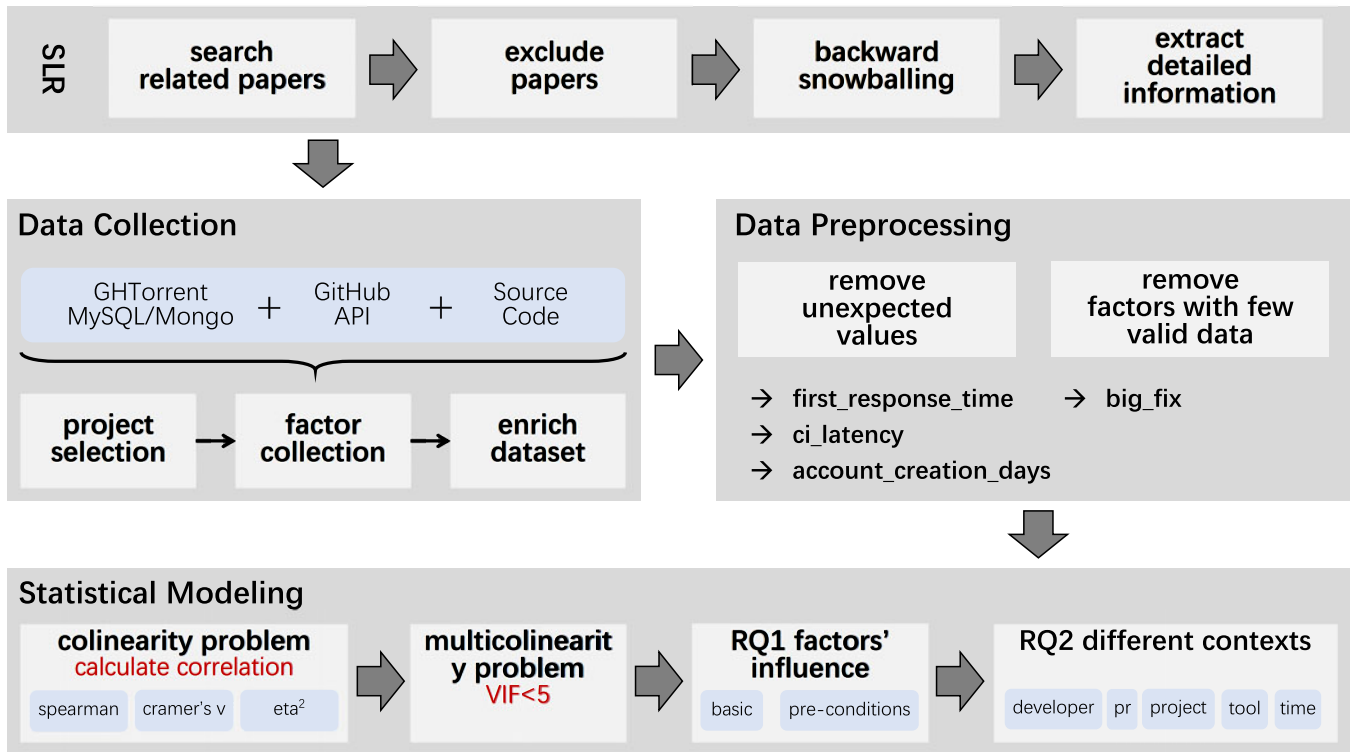 SLR
search
related papers
exclude
papers
backward
snowballing
extract
detailed
information
Data Collection
GHTorrent
MySQL/Mongo
+
GitHub
API
+
Source
Code
project
selection
factor
collection
enrich
dataset
Data Preprocessing
remove
unexpected
values
→ first_response_time
→ ci_latency
→ account_creation_days
remove
factors with few
valid data
→ big_fix
Statistical Modeling
colinearity problem
calculate correlation
spearman
cramer's v
eta²
multicolinearit
y problem
VIF<5
RQ1 factors'
influence
basic
pre-conditions
RQ2 different contexts
developer
pr
project
tool
time